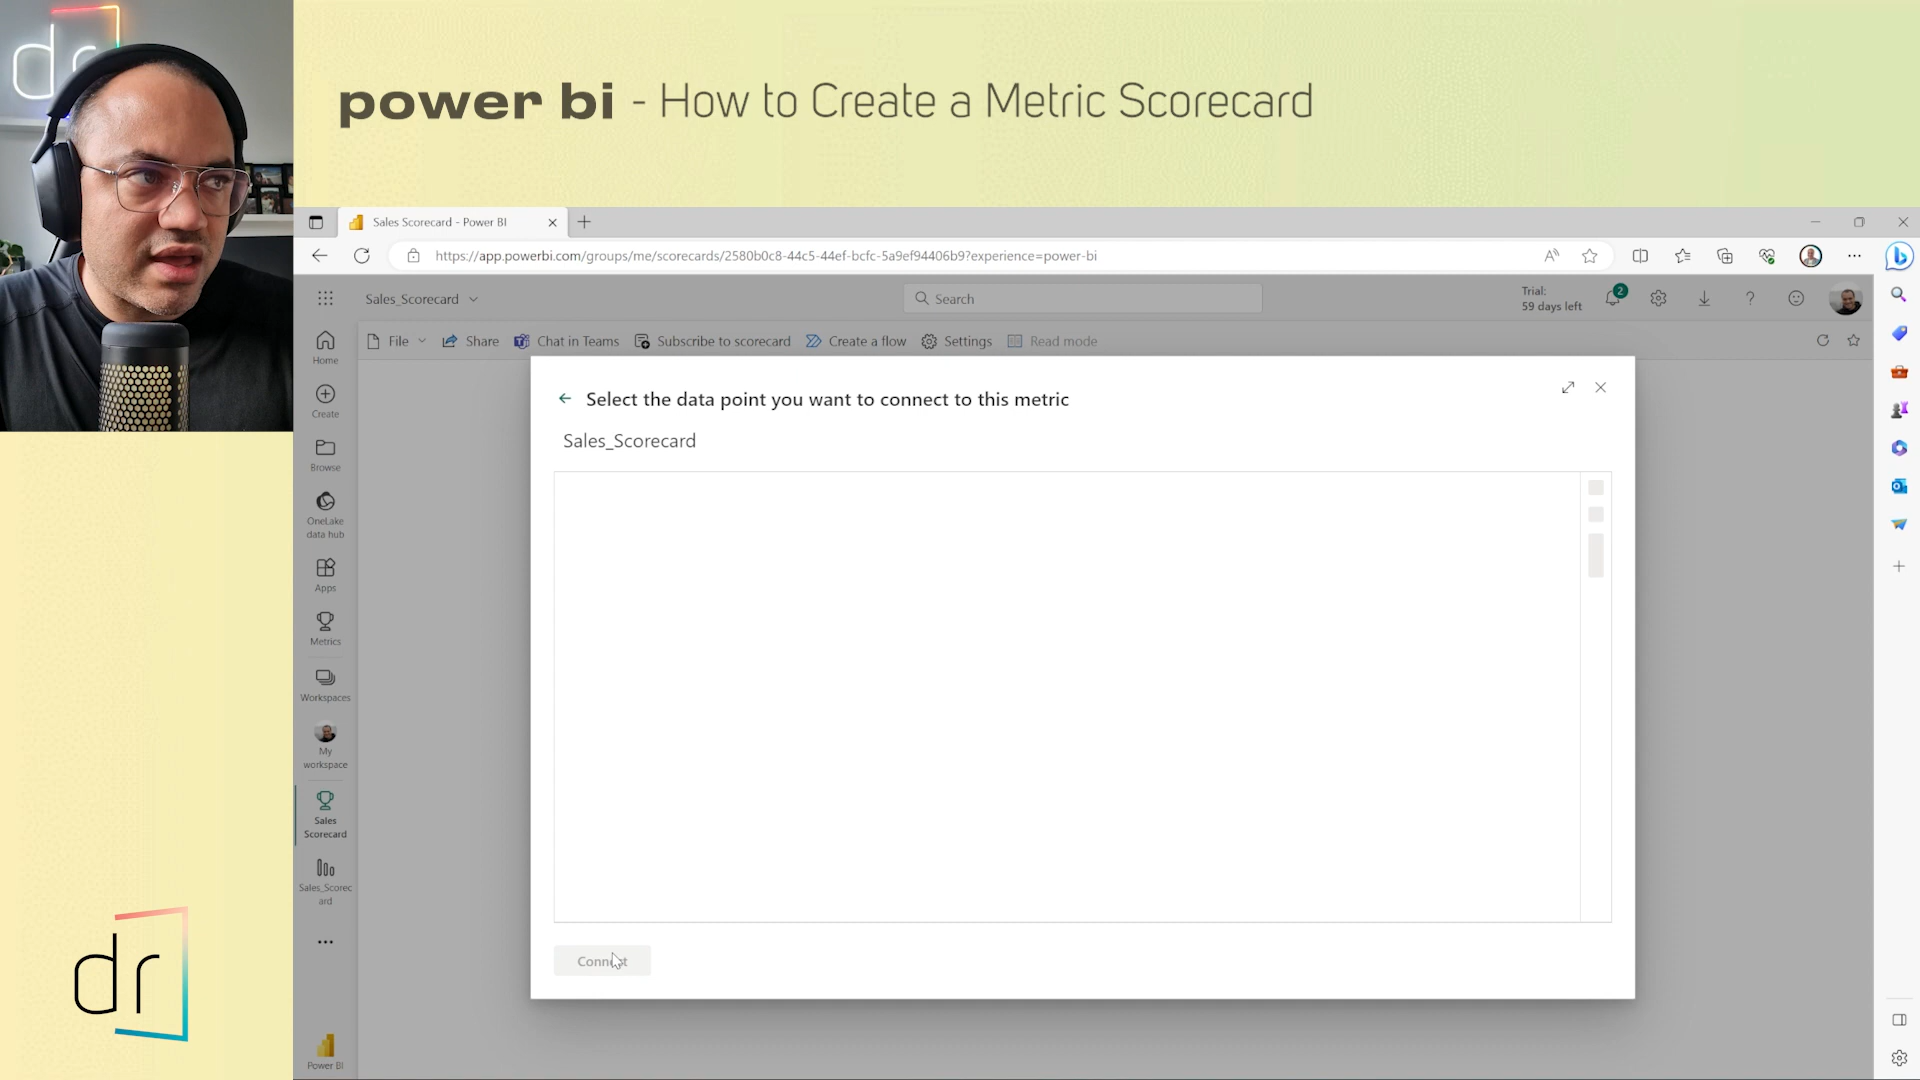 dr
power bi - How to Create a Metric Scorecard
Sales Scorecard - Power BI
https://app.powerbi.com/groups/me/scorecards/2580b0c8-44c5-44ef-bcfc-5a9ef94406b9?experience=power-bi
Sales_Scorecard
Search
Trial:
59 days left
2
File
Share
Chat in Teams
Subscribe to scorecard
Create a flow
Settings
Read mode
Home
Create
Browse
OneLake
data hub
Apps
Metrics
Workspaces
My
workspace
Sales
Scorecard
Sales_Scorec
ard
Power BI
Select the data point you want to connect to this metric
Sales_Scorecard
Connect
dr